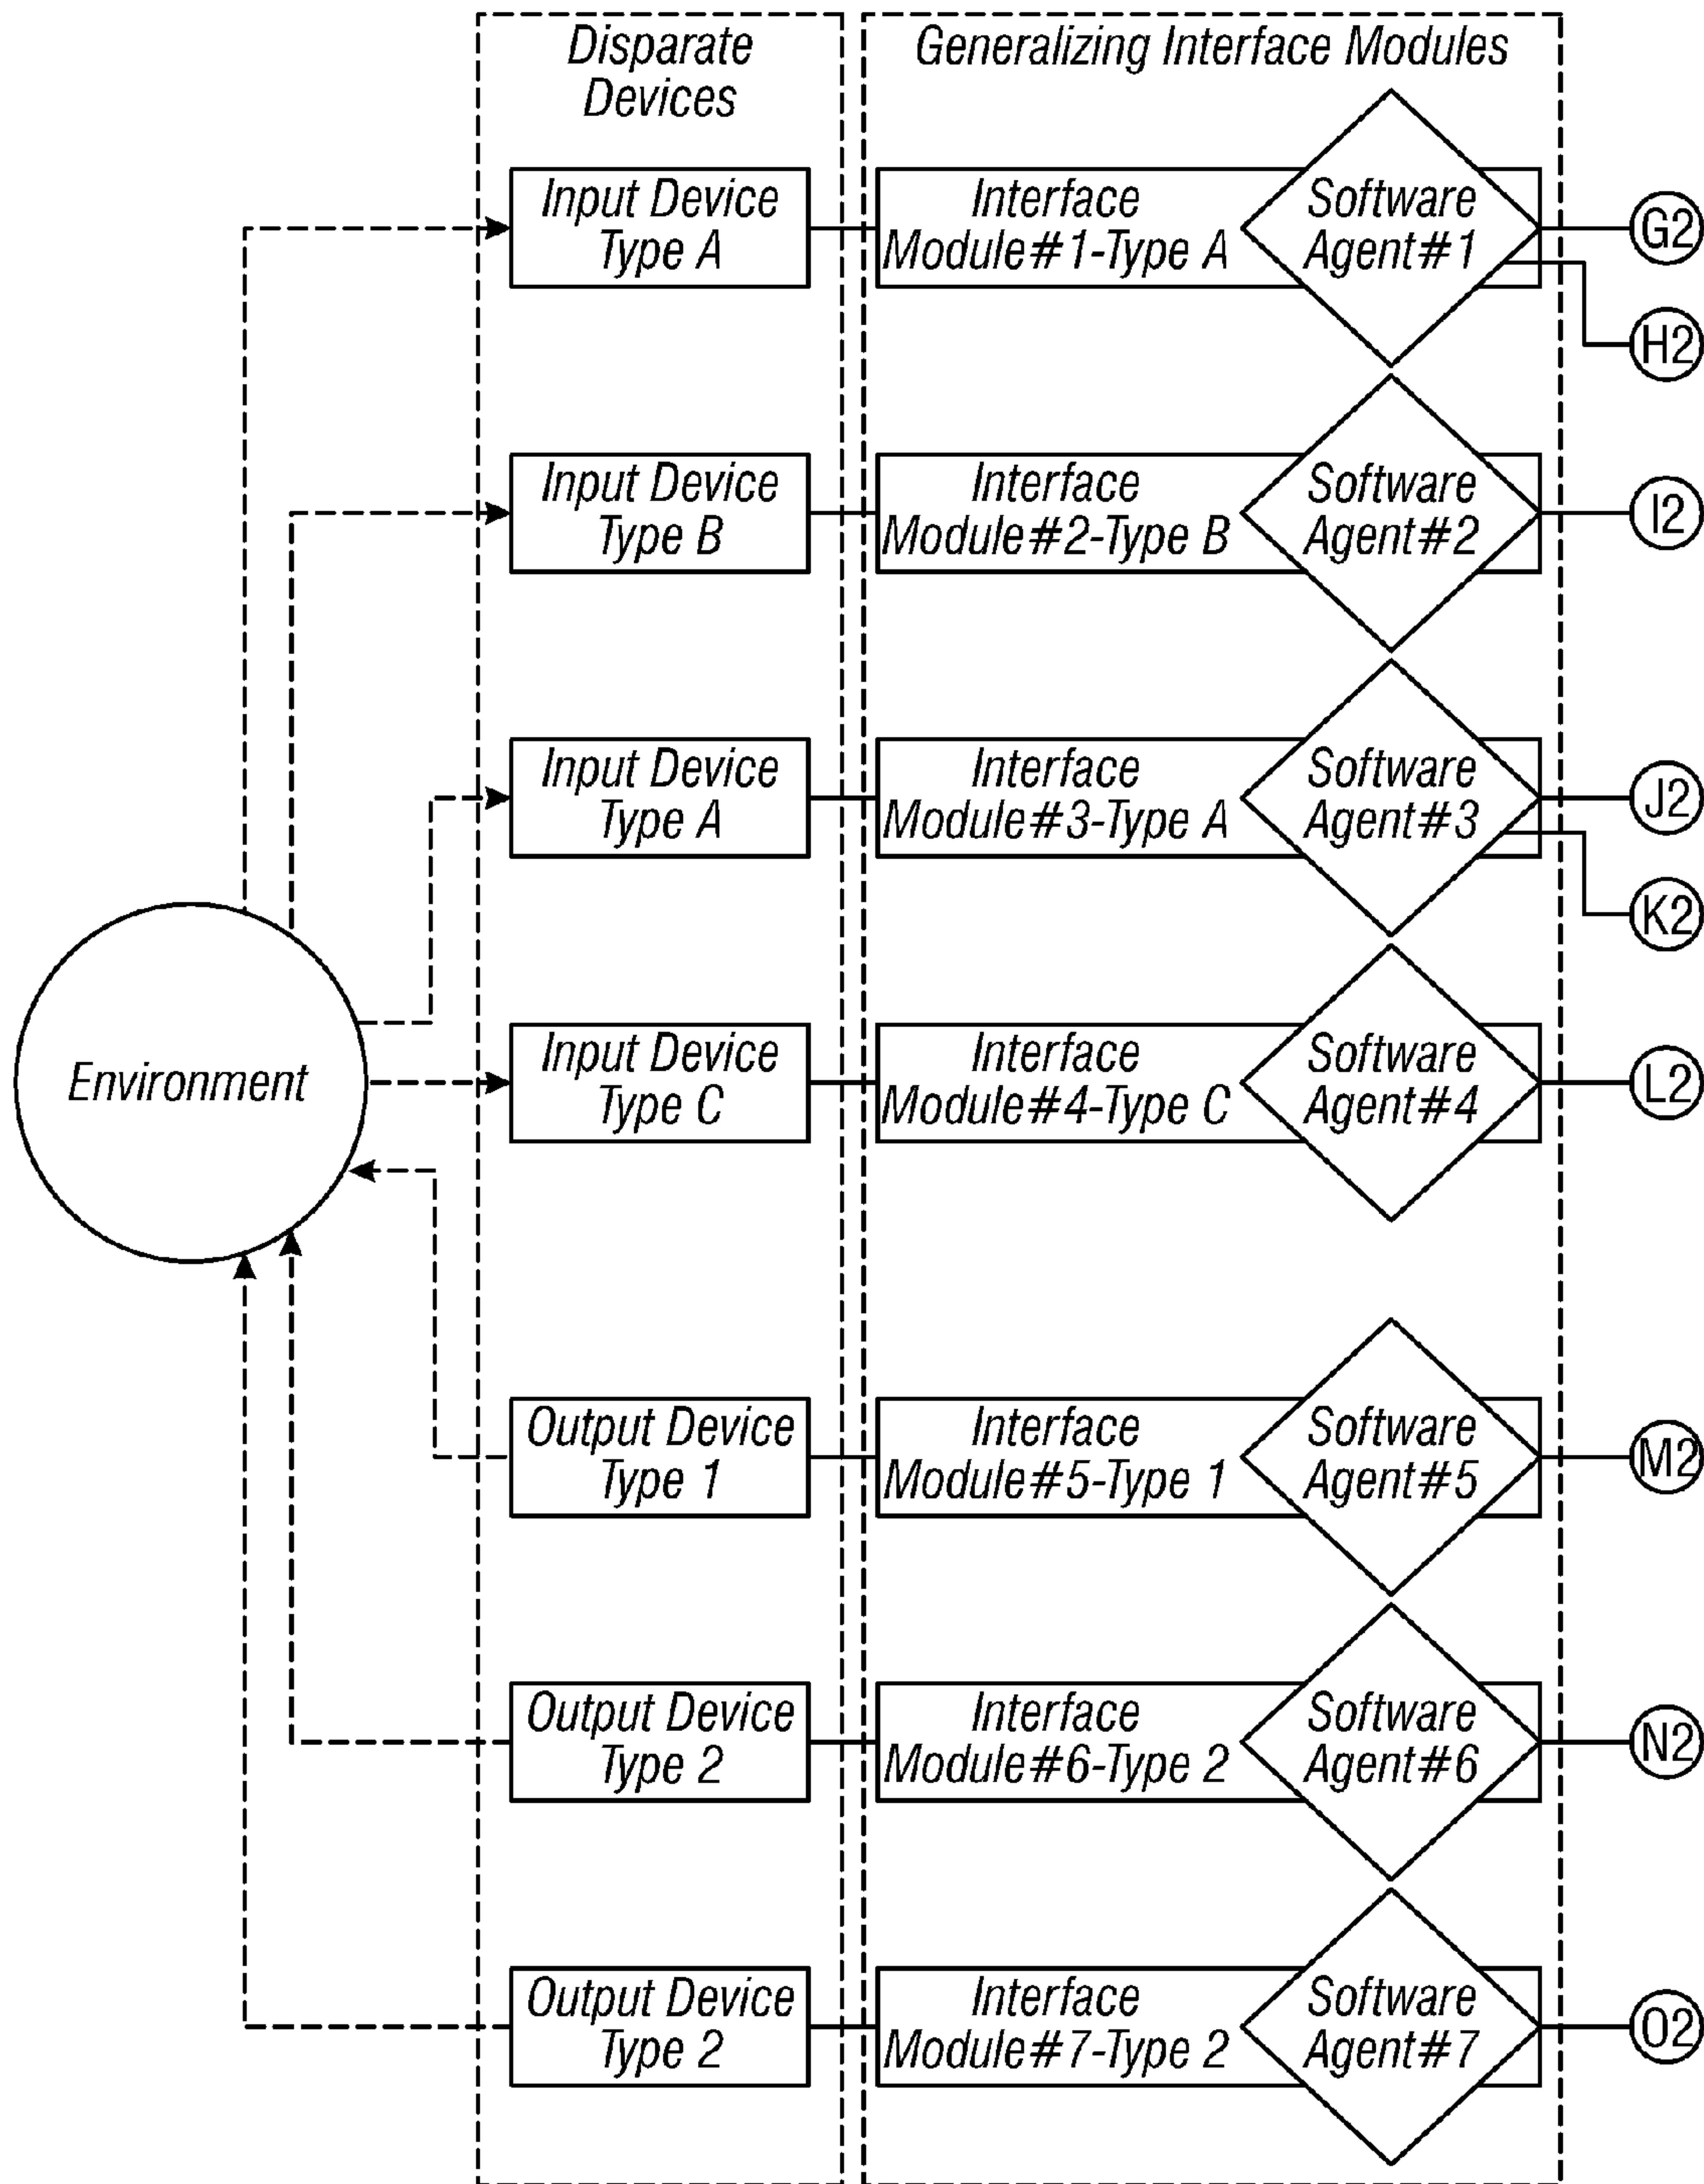 Disparate
Devices
Generalizing Interface Modules
Input Device
Type A
Interface
Module#1-Type A
Software
Agent#1
G2
H2
Input Device
Type B
Interface
Module#2-Type B
Software
Agent#2
I2
Input Device
Type A
Interface
Module#3-Type A
Software
Agent#3
J2
K2
Environment
Input Device
Type C
Interface
Module#4-Type C
Software
Agent#4
L2
Output Device
Type 1
Interface
Module#5-Type 1
Software
Agent#5
M2
Output Device
Type 2
Interface
Module#6-Type 2
Software
Agent#6
N2
Output Device
Type 2
Interface
Module#7-Type 2
Software
Agent#7
O2